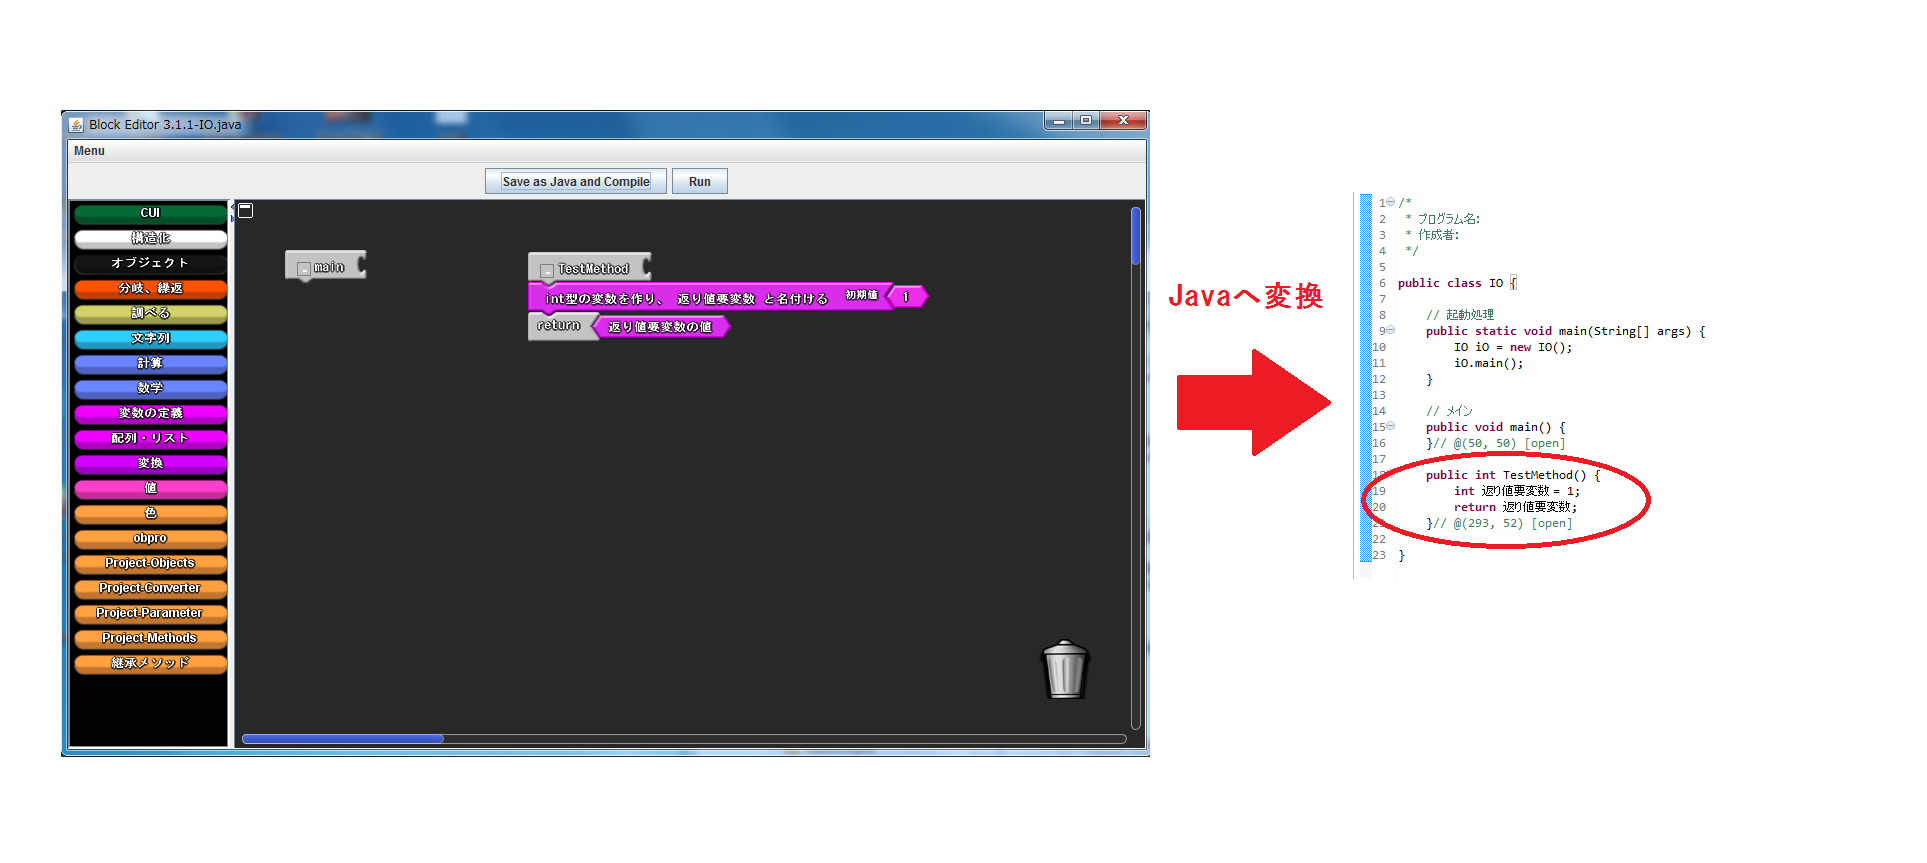 Block Editor 3.1.1-IO.java
Menu
Save as Java and Compile
Run
CUI
構造化
オブジェクト
分岐、繰返
調べる
文字列
計算
数学
変数の定義
配列・リスト
変換
値
色
obpro
Project-Objects
Project-Converter
Project-Parameter
Project-Methods
継承メソッド
main
TestMethod
int型の変数を作り、 返り値要変数 と名付ける 初期値 1
return 返り値要変数の値
Javaへ変換
1 /*
2 * プログラム名:
3 * 作成者:
4 */
5
6 public class IO {
7
8 // 起動処理
9 public static void main(String[] args) {
10 IO iO = new IO();
11 iO.main();
12 }
13
14 // メイン
15 public void main() {
16 }// @(50, 50) [open]
17
18 public int TestMethod() {
19 int 返り値要変数 = 1;
20 return 返り値要変数;
}// @(293, 52) [open]
22
23 }